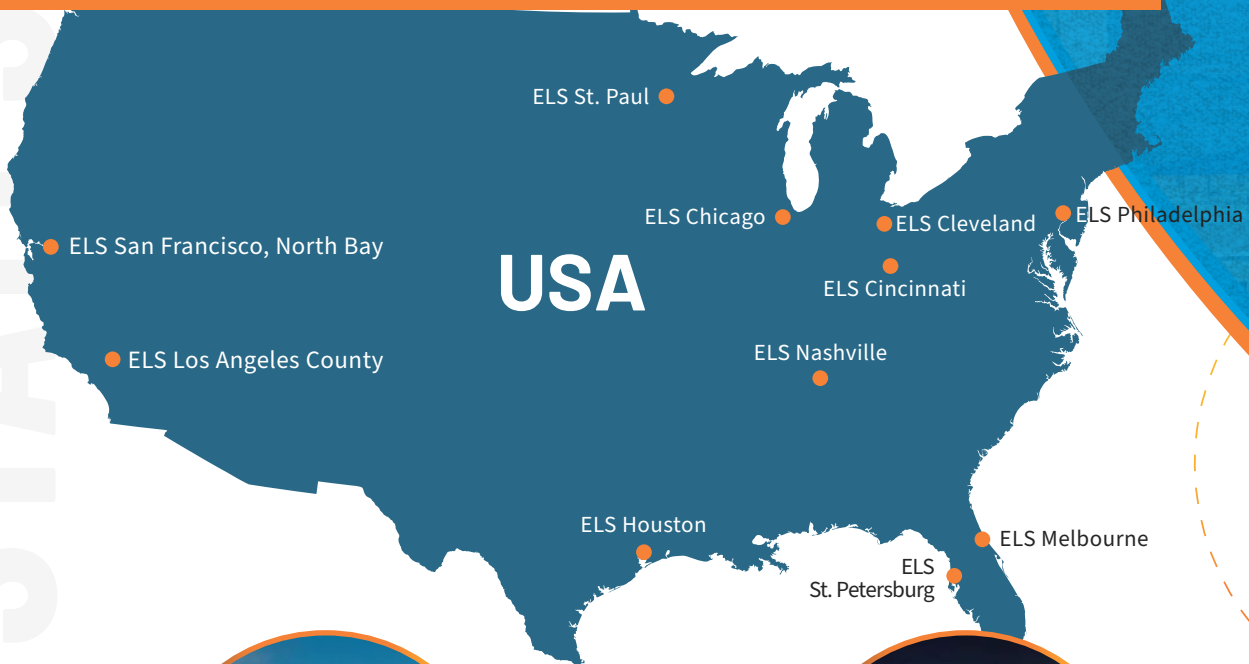 ELS St. Paul
ELS Chicago
ELS Cleveland
ELS Philadelphia
ELS San Francisco, North Bay
USA
ELS Cincinnati
ELS Nashville
ELS Los Angeles County
ELS Houston
ELS Melbourne
ELS
St. Petersburg